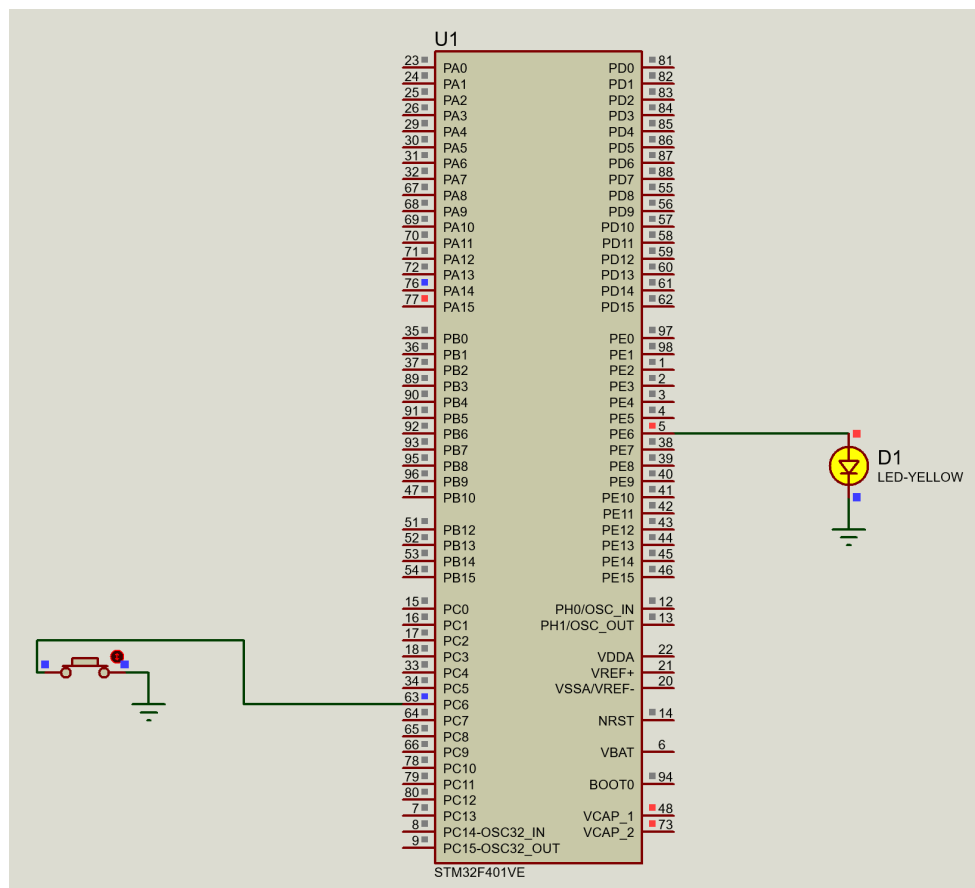 U1
23 PA0 PD0 81
24 PA1 PD1 82
25 PA2 PD2 83
26 PA3 PD3 84
29 PA4 PD4 85
30 PA5 PD5 86
31 PA6 PD6 87
32 PA7 PD7 88
67 PA8 PD8 55
68 PA9 PD9 56
69 PA10 PD10 57
70 PA11 PD11 58
71 PA12 PD12 59
72 PA13 PD13 60
76 PA14 PD14 61
77 PA15 PD15 62
35 PB0 PE0 97
36 PB1 PE1 98
37 PB2 PE2 1
89 PB3 PE3 2
90 PB4 PE4 3
91 PB5 PE5 4
92 PB6 PE6 5
93 PB7 PE7 38
95 PB8 PE8 39
96 PB9 PE9 40
47 PB10 PE10 41
PE11 42
51 PB12 PE12 43
52 PB13 PE13 44
53 PB14 PE14 45
54 PB15 PE15 46
D1
LED-YELLOW
15 PC0 PH0/OSC_IN 12
16 PC1 PH1/OSC_OUT 13
17 PC2
18 PC3 VDDA 22
33 PC4 VREF+ 21
34 PC5 VSSA/VREF- 20
63 PC6
64 PC7 NRST 14
65 PC8
66 PC9 VBAT 6
78 PC10
79 PC11 BOOT0 94
80 PC12
7 PC13 VCAP_1 48
8 PC14-OSC32_IN VCAP_2 73
9 PC15-OSC32_OUT
STM32F401VE